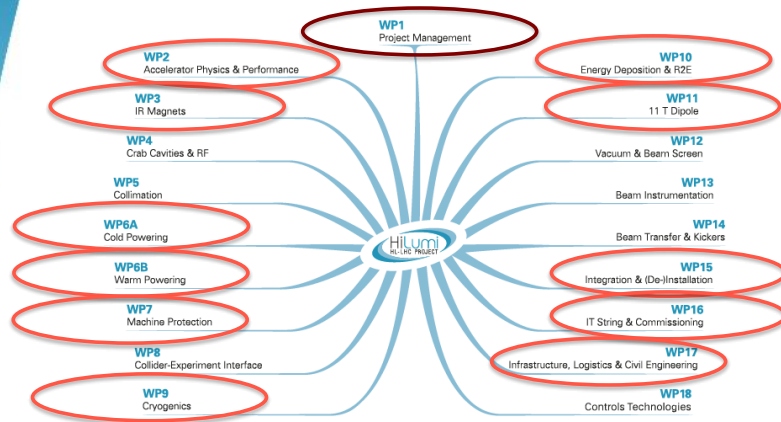 WP1
Project Management
WP2
Accelerator Physics & Performance
WP3
IR Magnets
WP4
Crab Cavities & RF
WP5
Collimation
WP6A
Cold Powering
WP6B
Warm Powering
WP7
Machine Protection
WP8
Collider-Experiment Interface
WP9
Cryogenics
HiLumi
HL-LHC PROJECT
WP10
Energy Deposition & R2E
WP11
11 T Dipole
WP12
Vacuum & Beam Screen
WP13
Beam Instrumentation
WP14
Beam Transfer & Kickers
WP15
Integration & (De-)Installation
WP16
IT String & Commissioning
WP17
Infrastructure, Logistics & Civil Engineering
WP18
Controls Technologies